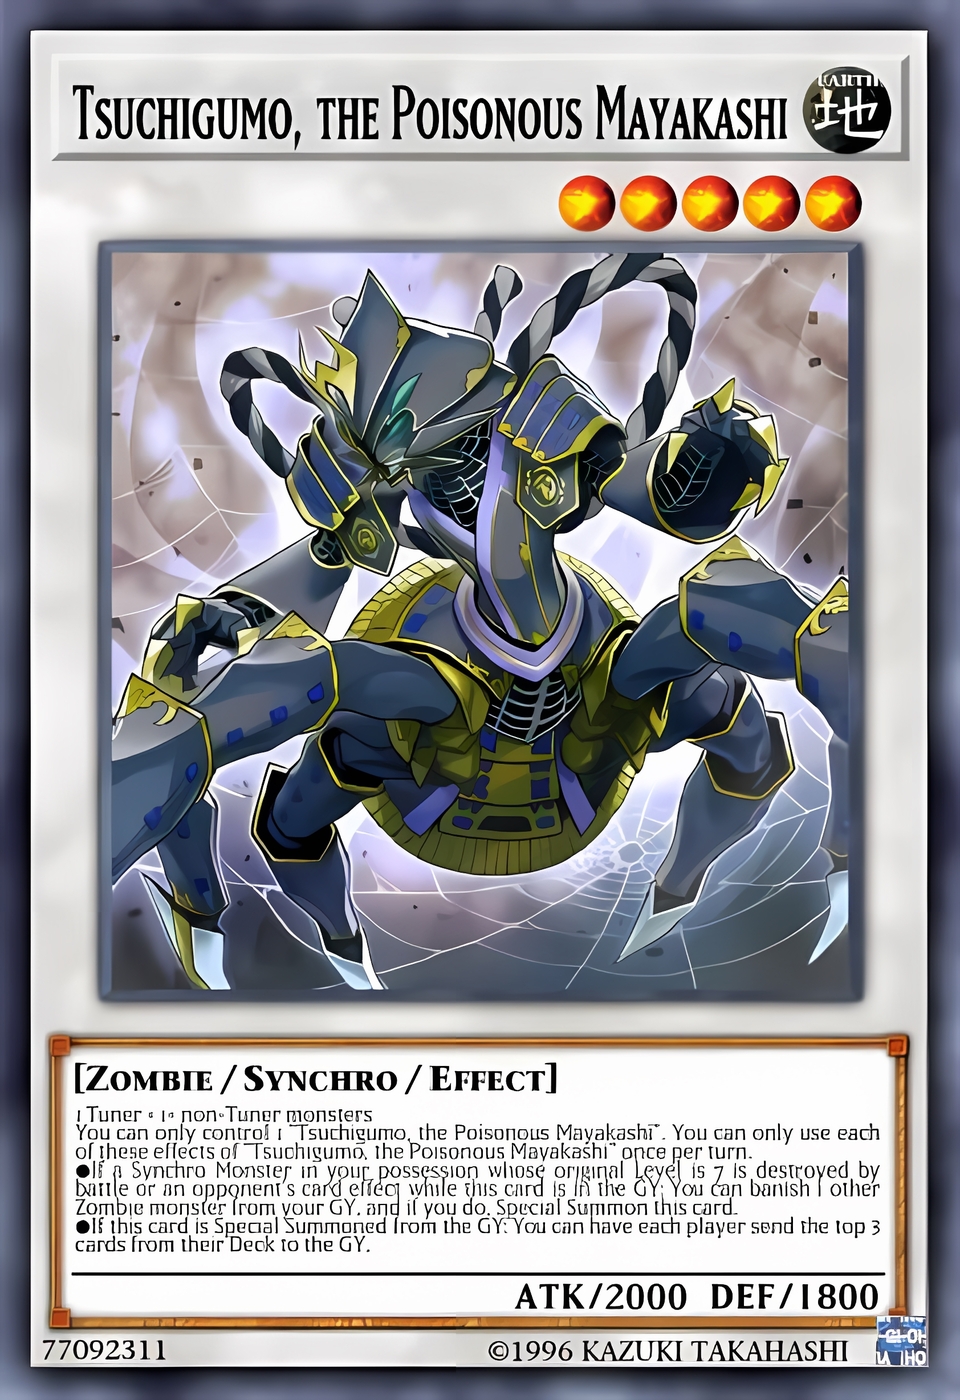 TSUCHIGUMO, THE POISONOUS MAYAKASHI
EARTH
地
[ZOMBIE / SYNCHRO / EFFECT]
1 Tuner + 1+ non-Tuner monsters
You can only control 1 "Tsuchigumo, the Poisonous Mayakashi". You can only use each
of these effects of "Tsuchigumo, the Poisonous Mayakashi" once per turn.
●If a Synchro Monster in your possession whose original Level is 7 is destroyed by
battle or an opponent's card effect while this card is in the GY: You can banish 1 other
Zombie monster from your GY, and if you do, Special Summon this card.
●If this card is Special Summoned from the GY: You can have each player send the top 3
cards from their Deck to the GY.
ATK/2000 DEF/1800
77092311
©1996 KAZUKI TAKAHASHI